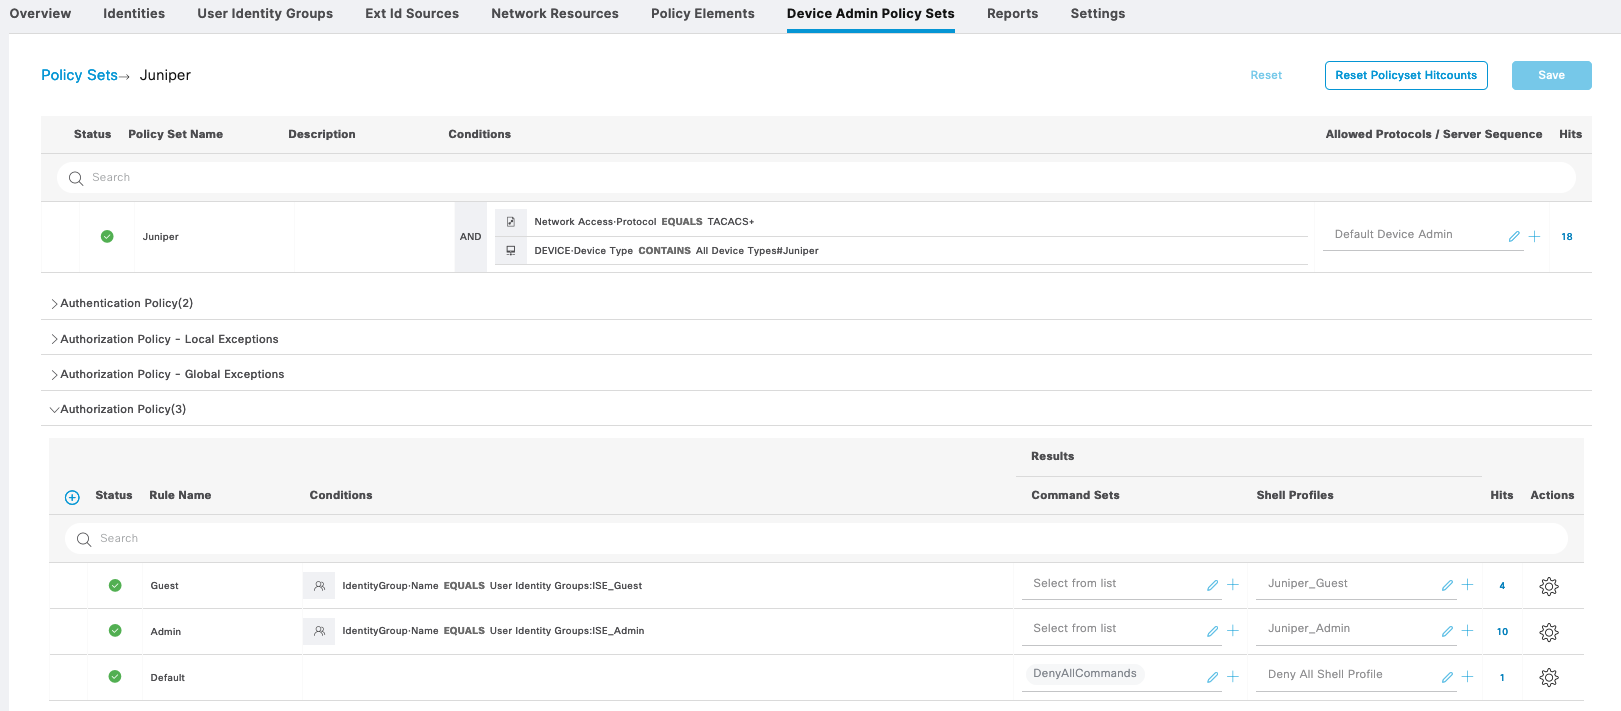 Overview Identities User Identity Groups Ext Id Sources Network Resources Policy Elements Device Admin Policy Sets Reports Settings
Policy Sets→ Juniper Reset Reset Policyset Hitcounts Save
Status Policy Set Name Description Conditions Allowed Protocols / Server Sequence Hits
Search
Juniper AND Network Access·Protocol EQUALS TACACS+ Default Device Admin 18
DEVICE·Device Type CONTAINS All Device Types#Juniper
Authentication Policy(2)
Authorization Policy - Local Exceptions
Authorization Policy - Global Exceptions
Authorization Policy(3)
Results
Status Rule Name Conditions Command Sets Shell Profiles Hits Actions
Search
Guest IdentityGroup·Name EQUALS User Identity Groups:ISE_Guest Select from list Juniper_Guest 4
Admin IdentityGroup·Name EQUALS User Identity Groups:ISE_Admin Select from list Juniper_Admin 10
Default DenyAllCommands Deny All Shell Profile 1